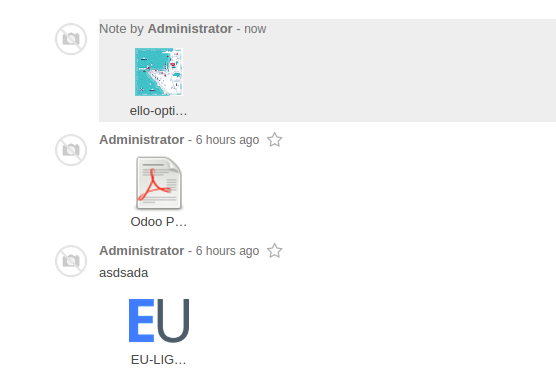 Note by Administrator - now
ello-opti...
Administrator - 6 hours ago
Odoo P...
Administrator - 6 hours ago
asdsada
EU
EU-LIG...